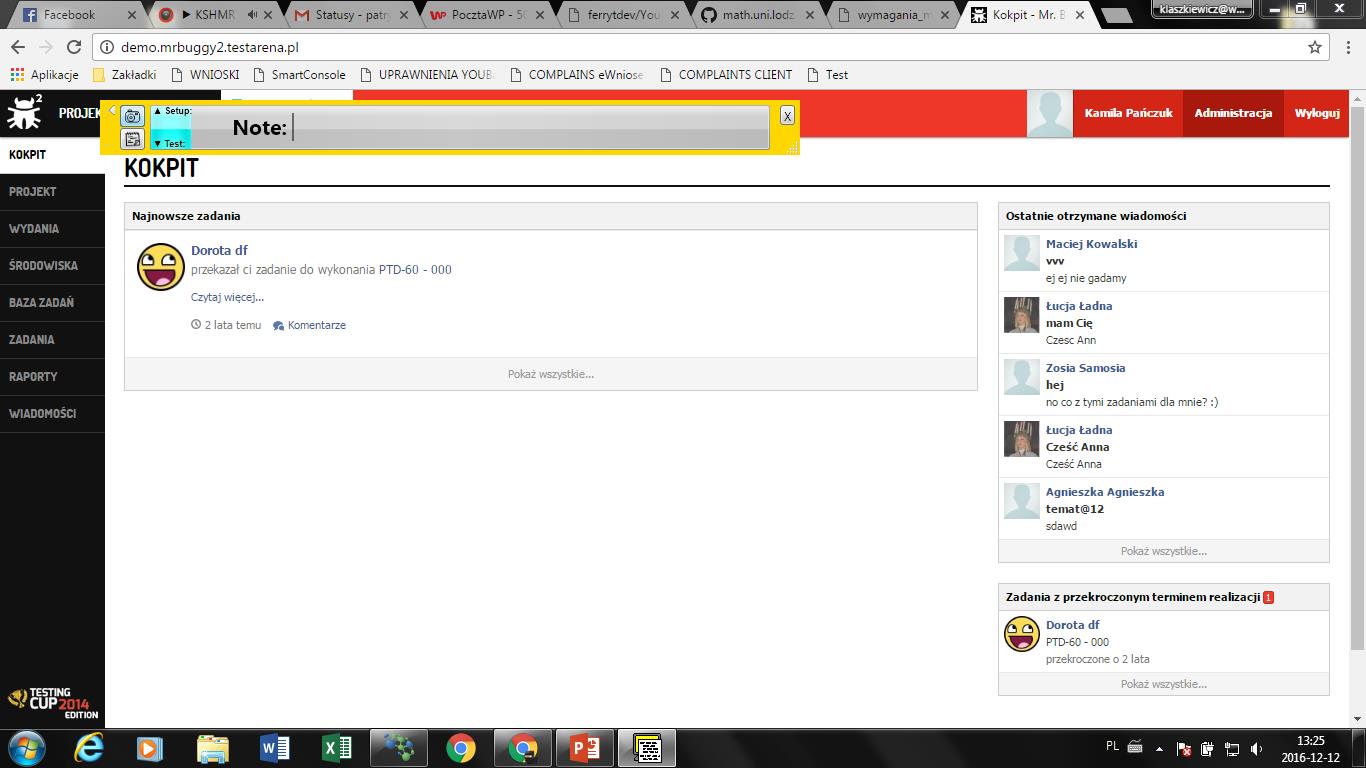 Facebook
KSHMR
Statusy - patry
PocztaWP - 50
ferrytdev/You
math.uni.lodz.
wymagania_m
Kokpit - Mr. B
klaszkiewicz@w...
demo.mrbuggy2.testarena.pl
Aplikacje
Zakładki
WNIOSKI
SmartConsole
UPRAWNIENIA YOUB
COMPLAINS eWniose
COMPLAINTS CLIENT
Test
2
PROJEK
Setup:
Note:
Test:
X
Kamila Pańczuk
Administracja
Wyloguj
KOKPIT
PROJEKT
WYDANIA
ŚRODOWISKA
BAZA ZADAŃ
ZADANIA
RAPORTY
WIADOMOŚCI
TESTING
CUP 2014
EDITION
KOKPIT
Najnowsze zadania
Dorota df
przekazał ci zadanie do wykonania PTD-60 - 000
Czytaj więcej...
2 lata temu
Komentarze
Pokaż wszystkie...
Ostatnie otrzymane wiadomości
Maciej Kowalski
vvv
ej ej nie gadamy
Łucja Ładna
mam Cię
Czesc Ann
Zosia Samosia
hej
no co z tymi zadaniami dla mnie? :)
Łucja Ładna
Cześć Anna
Cześć Anna
Agnieszka Agnieszka
temat@12
sdawd
Pokaż wszystkie...
Zadania z przekroczonym terminem realizacji 1
Dorota df
PTD-60 - 000
przekroczone o 2 lata
Pokaż wszystkie...
PL
13:25
2016-12-12